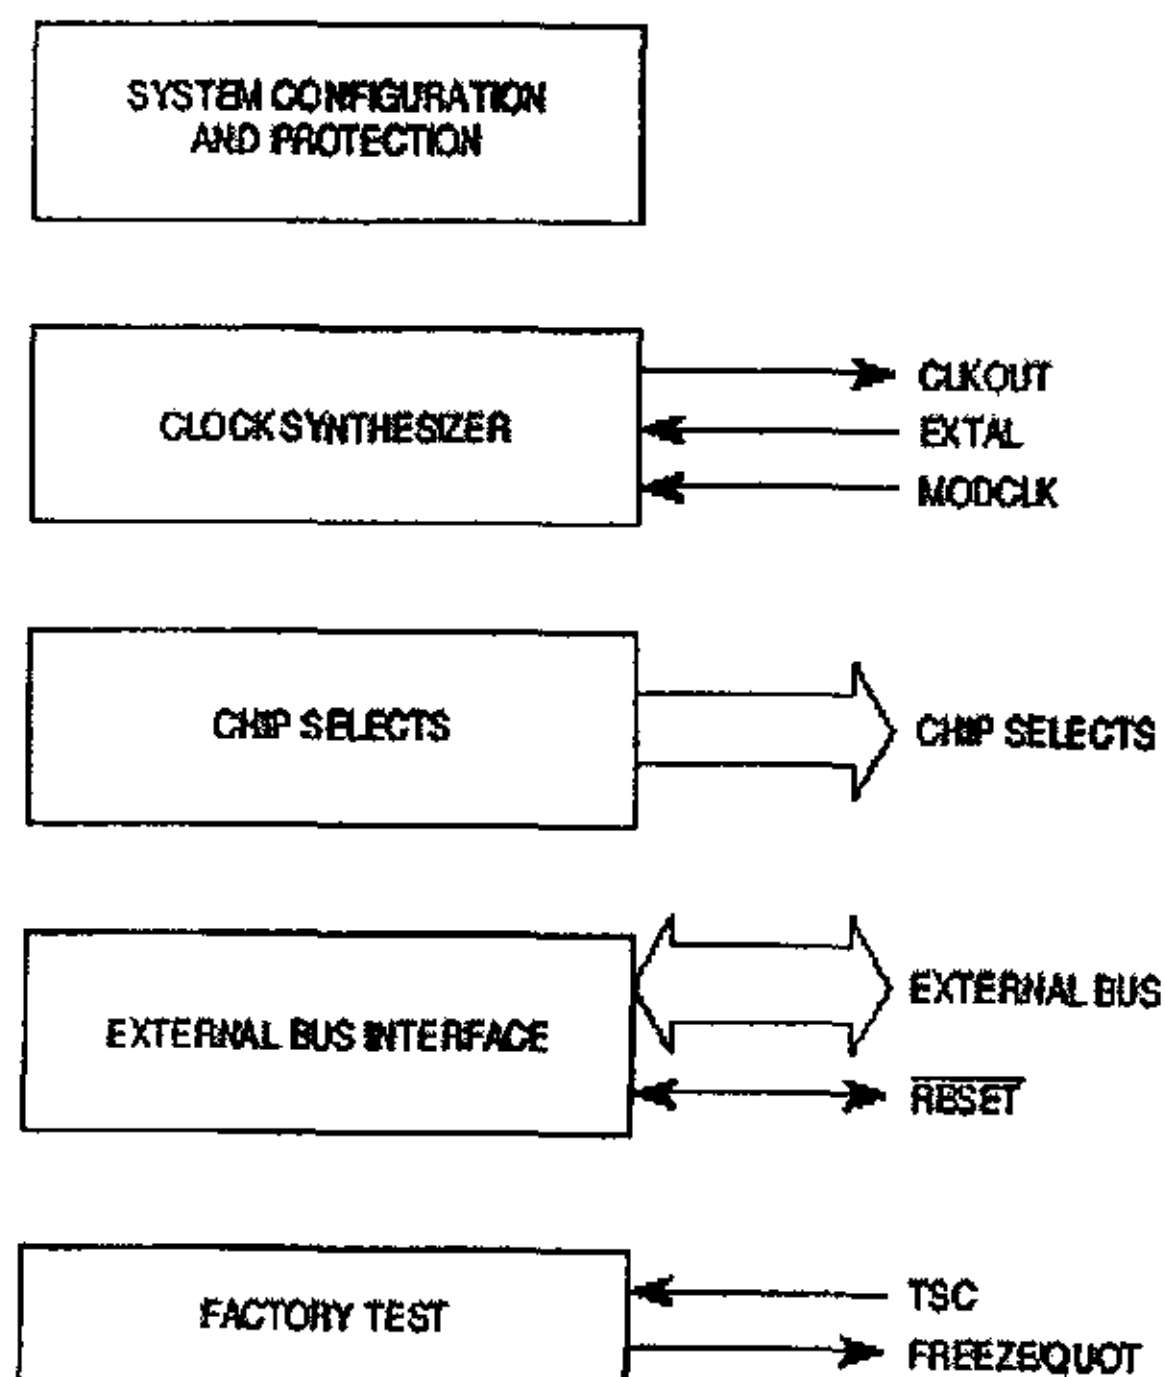 SYSTEM CONFIGURATION
AND PROTECTION
CLOCK SYNTHESIZER
CLKOUT
EXTAL
MODCLK
CHIP SELECTS
CHIP SELECTS
EXTERNAL BUS INTERFACE
EXTERNAL BUS
RESET
FACTORY TEST
TSC
FREEZE/QUOT